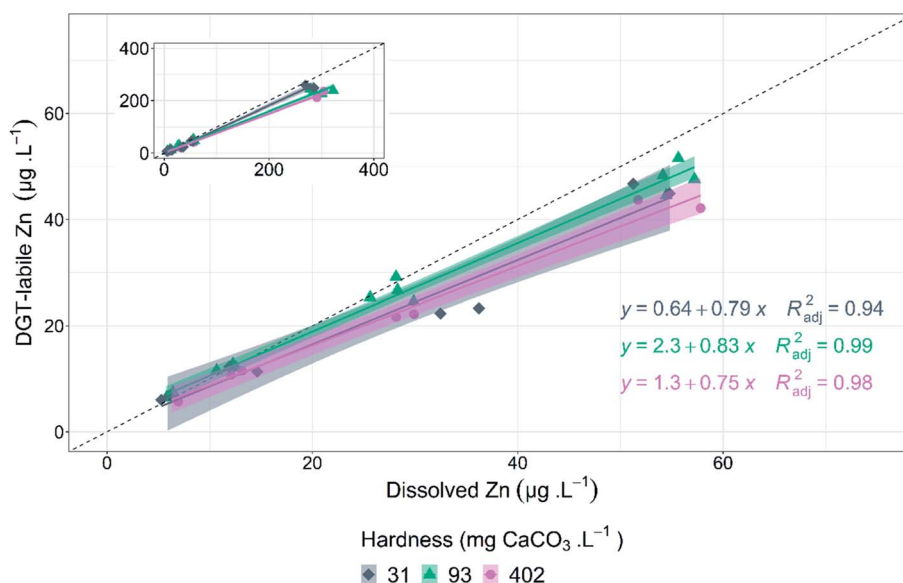 400
200
0
0
200
400
DGT-labile Zn (µg .L⁻¹)
60
40
20
0
y = 0.64 + 0.79 x R²adj = 0.94
y = 2.3 + 0.83 x R²adj = 0.99
y = 1.3 + 0.75 x R²adj = 0.98
0
20
40
60
Dissolved Zn (µg .L⁻¹)
Hardness (mg CaCO₃ .L⁻¹ )
31 93 402